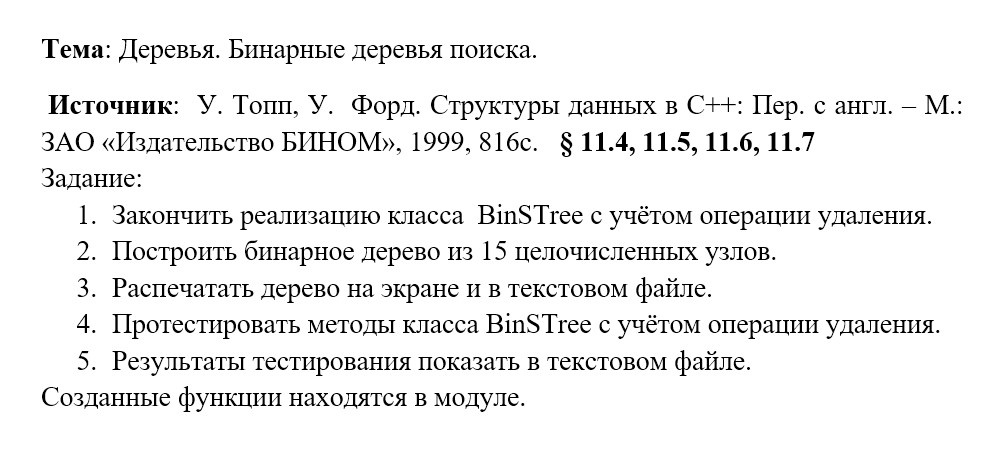 Тема: Деревья. Бинарные деревья поиска.
Источник: У. Топп, У. Форд. Структуры данных в C++: Пер. с англ. – М.:
ЗАО «Издательство БИНОМ», 1999, 816с. § 11.4, 11.5, 11.6, 11.7
Задание:
1. Закончить реализацию класса BinSTree с учётом операции удаления.
2. Построить бинарное дерево из 15 целочисленных узлов.
3. Распечатать дерево на экране и в текстовом файле.
4. Протестировать методы класса BinSTree с учётом операции удаления.
5. Результаты тестирования показать в текстовом файле.
Созданные функции находятся в модуле.